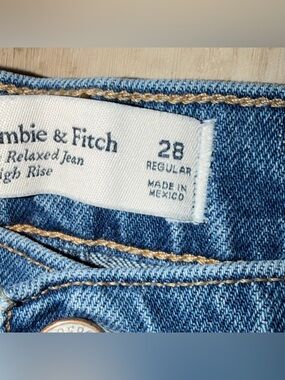 mbie & Fitch
Relaxed Jean
igh Rise
28
REGULAR
MADE IN
MEXICO